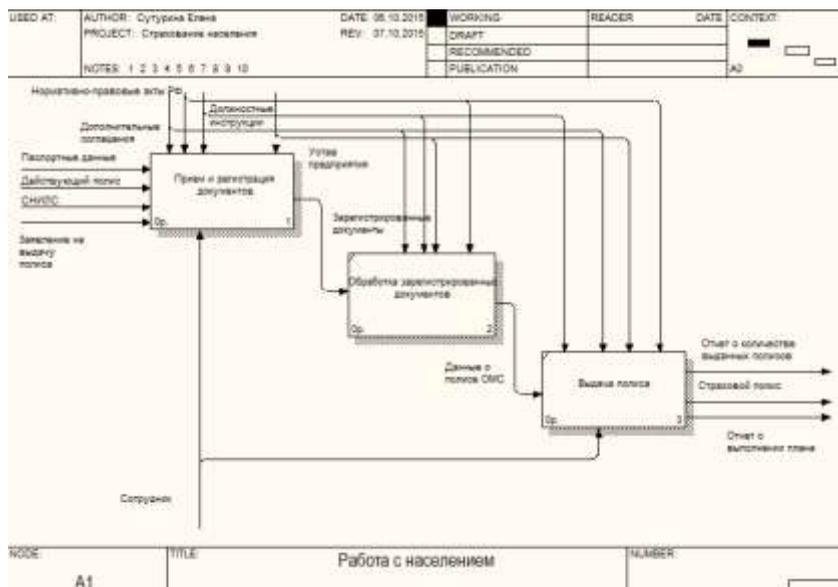 USED AT: AUTHOR: Сутурина Елена DATE: 05.10.2015 WORKING READER DATE CONTEXT:
PROJECT: Страхование населения REV: 07.10.2015 DRAFT
RECOMMENDED
NOTES: 1 2 3 4 5 6 7 8 9 10 PUBLICATION A0
Нормативно-правовые акты РФ
Должностные
инструкции
Дополнительные
соглашения
Устав
предприятия
Паспортные данные
Действующий полис
СНИЛС
Заявление на
выдачу
полиса
Прием и регистрация
документов
0р. 1
Зарегистрированные
документы
Обработка зарегистрированных
документов
0р. 2
Данные о
полисе ОМС
Выдача полиса
0р. 3
Отчет о количестве
выданных полисов
Страховой полис
Отчет о
выполнении плана
Сотрудник
NODE: TITLE: Работа с населением NUMBER:
A1